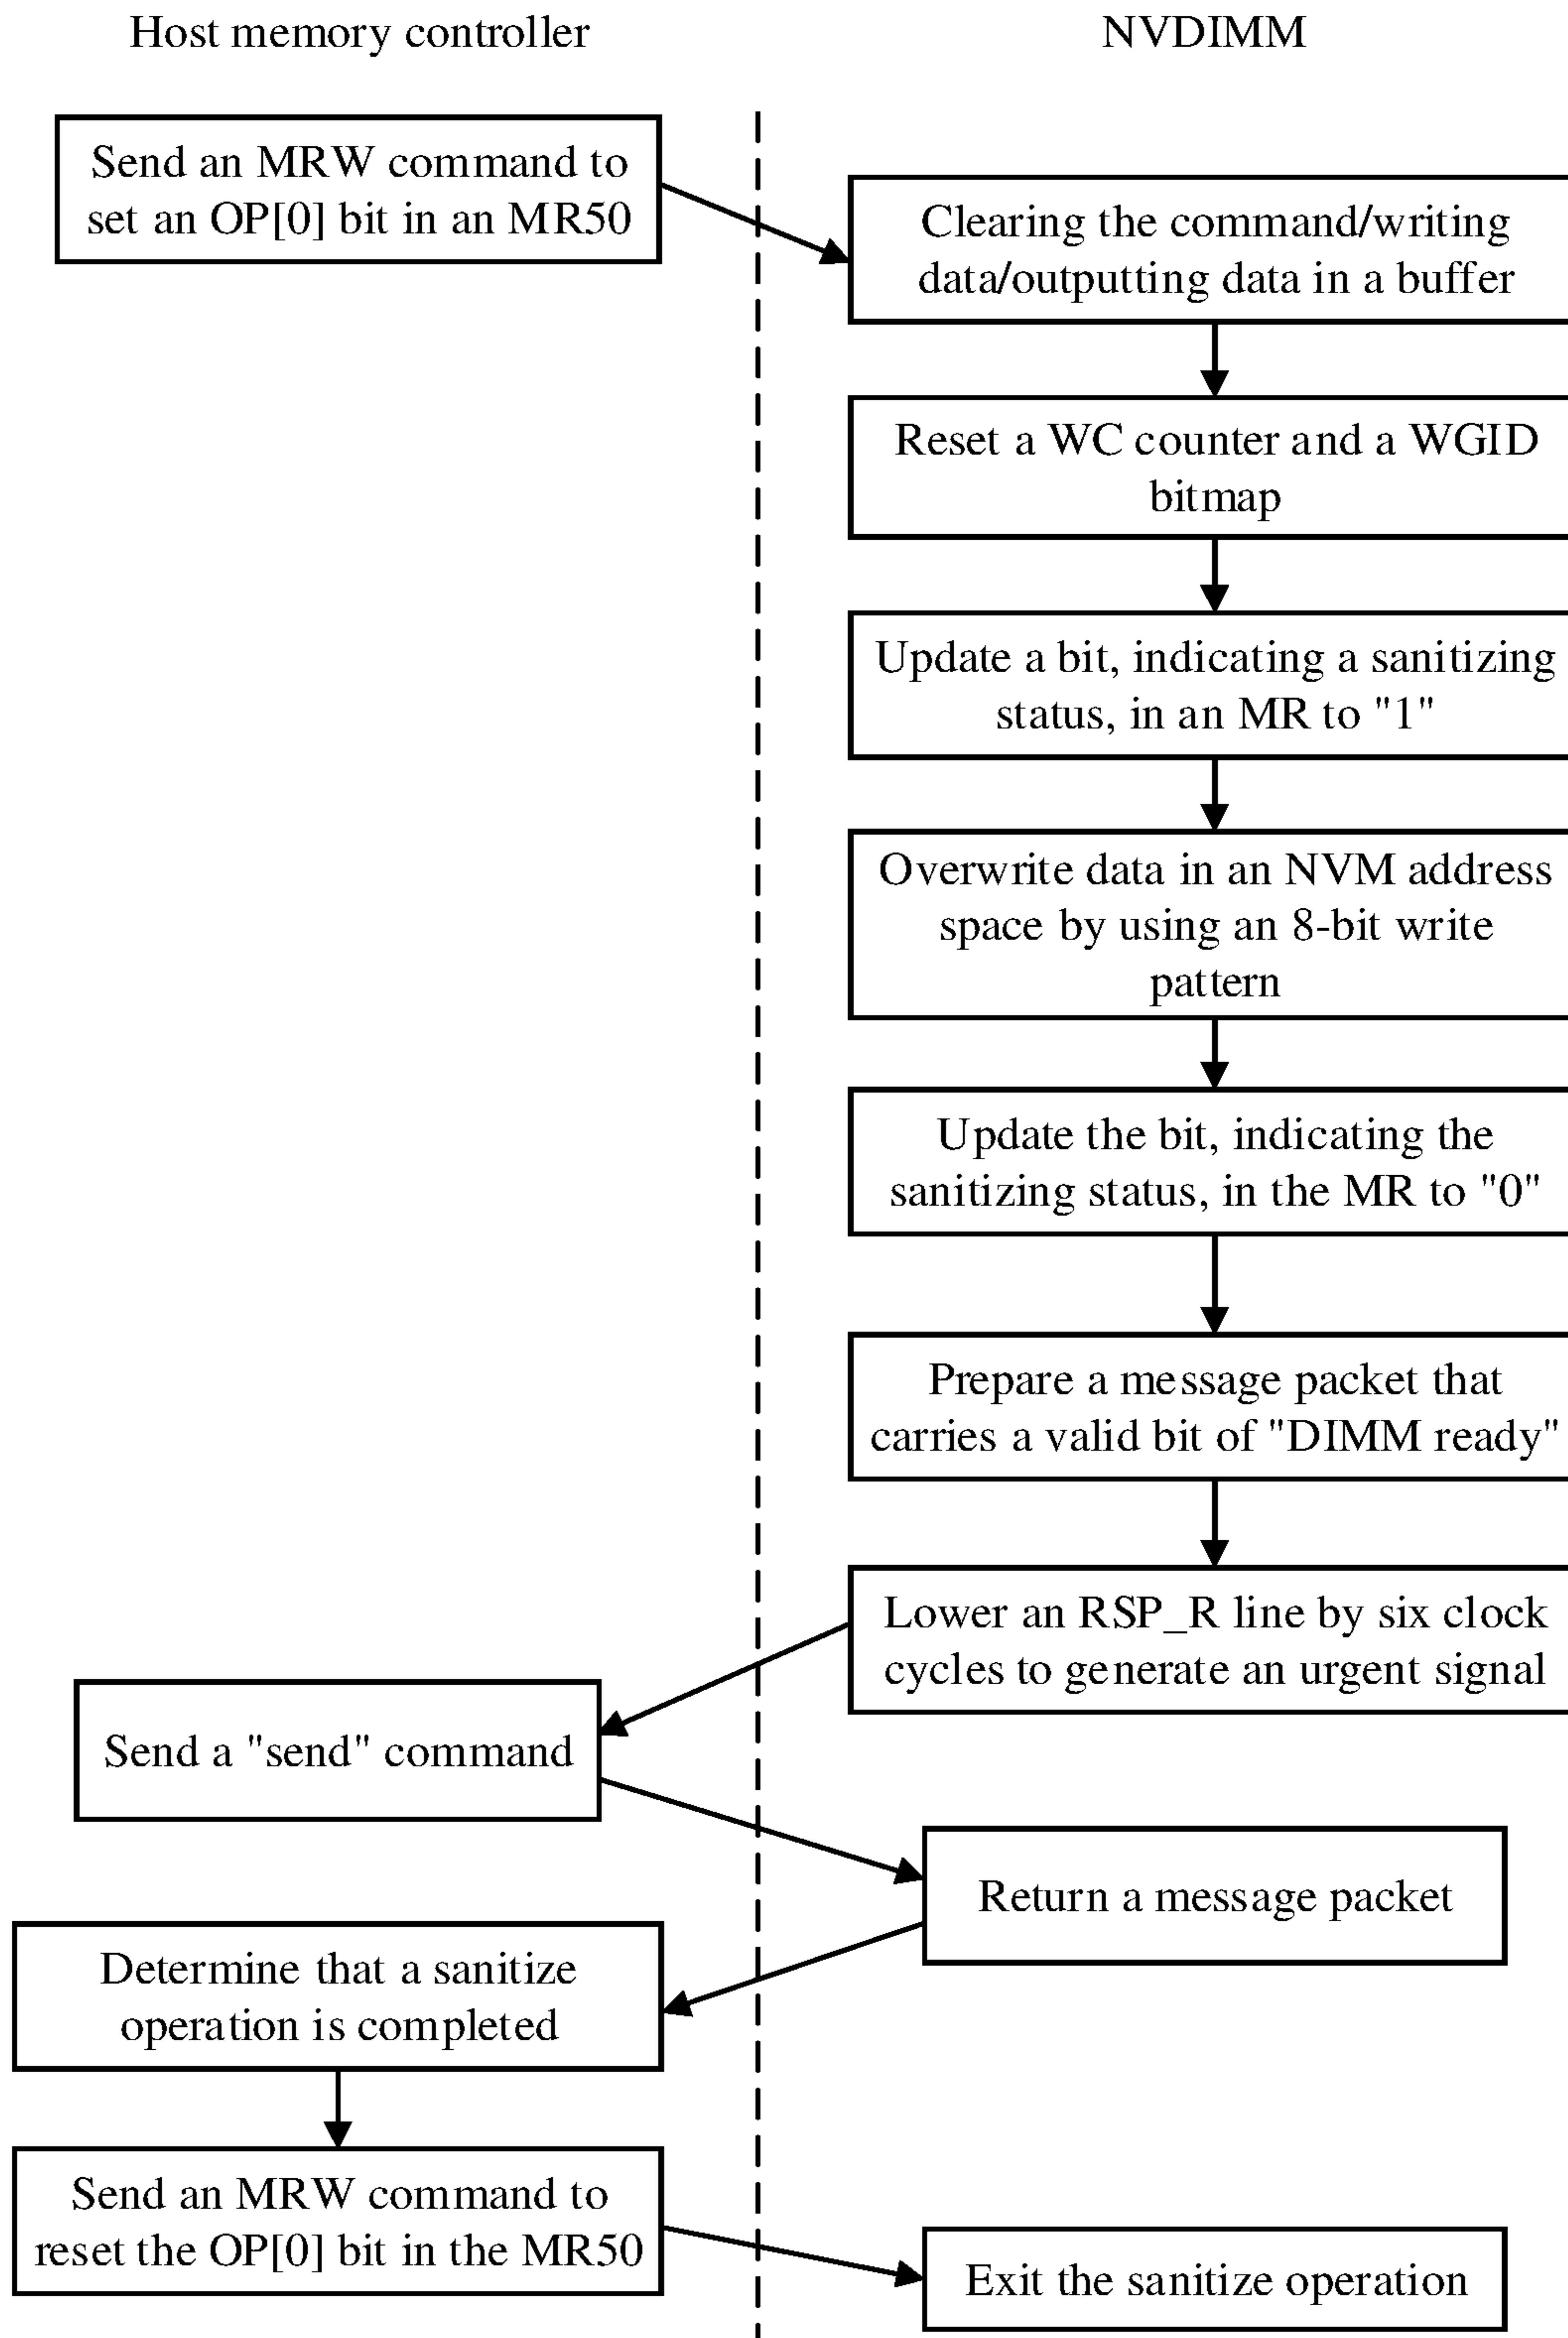 Host memory controller
NVDIMM
Send an MRW command to
set an OP[0] bit in an MR50
Clearing the command/writing
data/outputting data in a buffer
Reset a WC counter and a WGID
bitmap
Update a bit, indicating a sanitizing
status, in an MR to "1"
Overwrite data in an NVM address
space by using an 8-bit write
pattern
Update the bit, indicating the
sanitizing status, in the MR to "0"
Prepare a message packet that
carries a valid bit of "DIMM ready"
Lower an RSP_R line by six clock
cycles to generate an urgent signal
Send a "send" command
Return a message packet
Determine that a sanitize
operation is completed
Send an MRW command to
reset the OP[0] bit in the MR50
Exit the sanitize operation